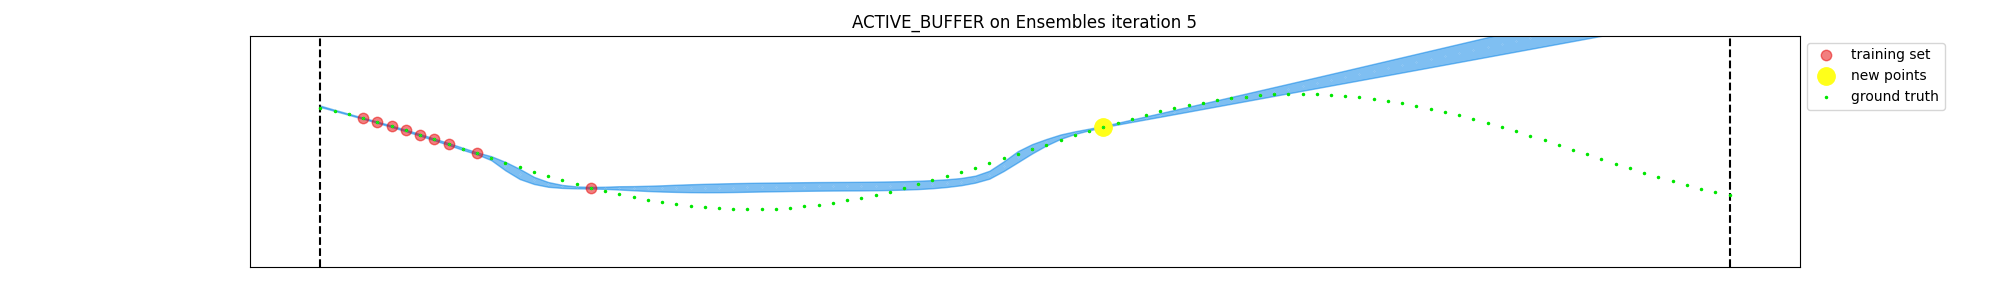 ACTIVE_BUFFER on Ensembles iteration 5
training set
new points
ground truth